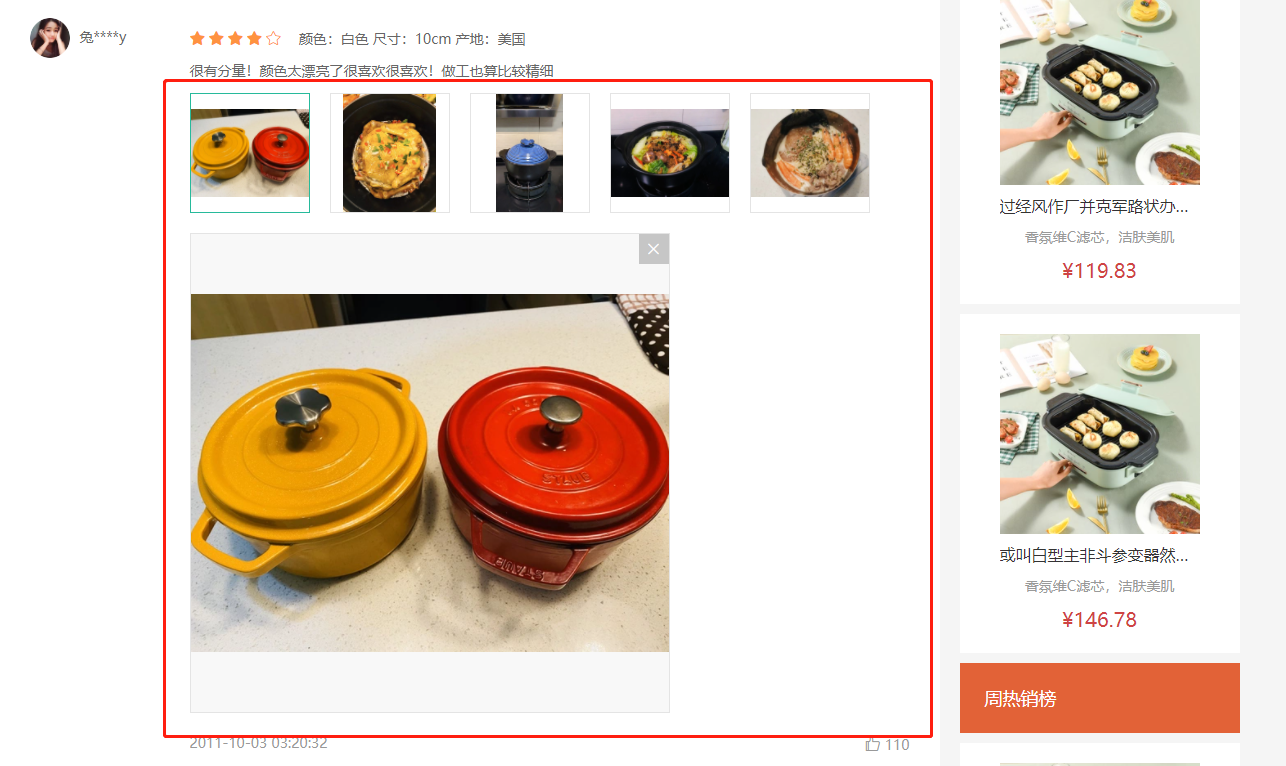 兔****y
颜色：白色 尺寸：10cm 产地：美国
很有分量！颜色太漂亮了很喜欢很喜欢！做工也算比较精细
STAUB
STAUB
2011-10-03 03:20:32
110
过经风作厂并克军路状办...
香氛维C滤芯，洁肤美肌
¥119.83
或叫白型主非斗参变器然...
香氛维C滤芯，洁肤美肌
¥146.78
周热销榜